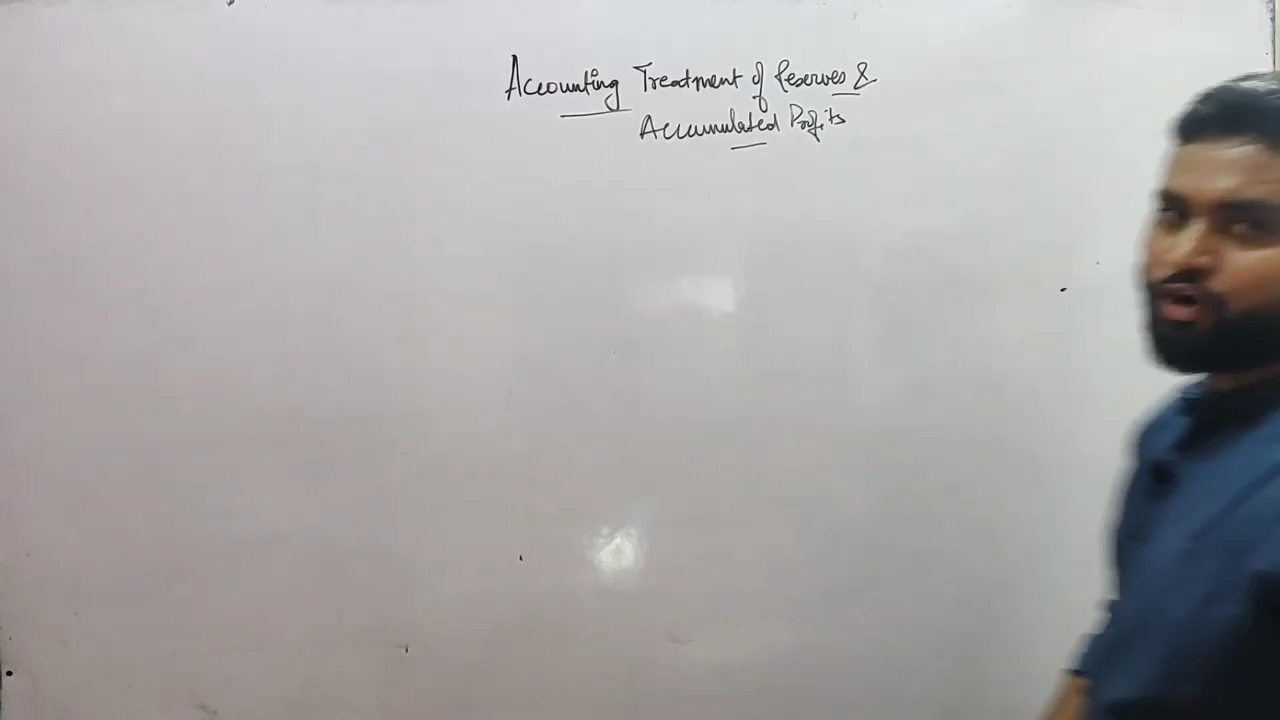 Accounting Treatment of Reserves &
Accumulated Profits